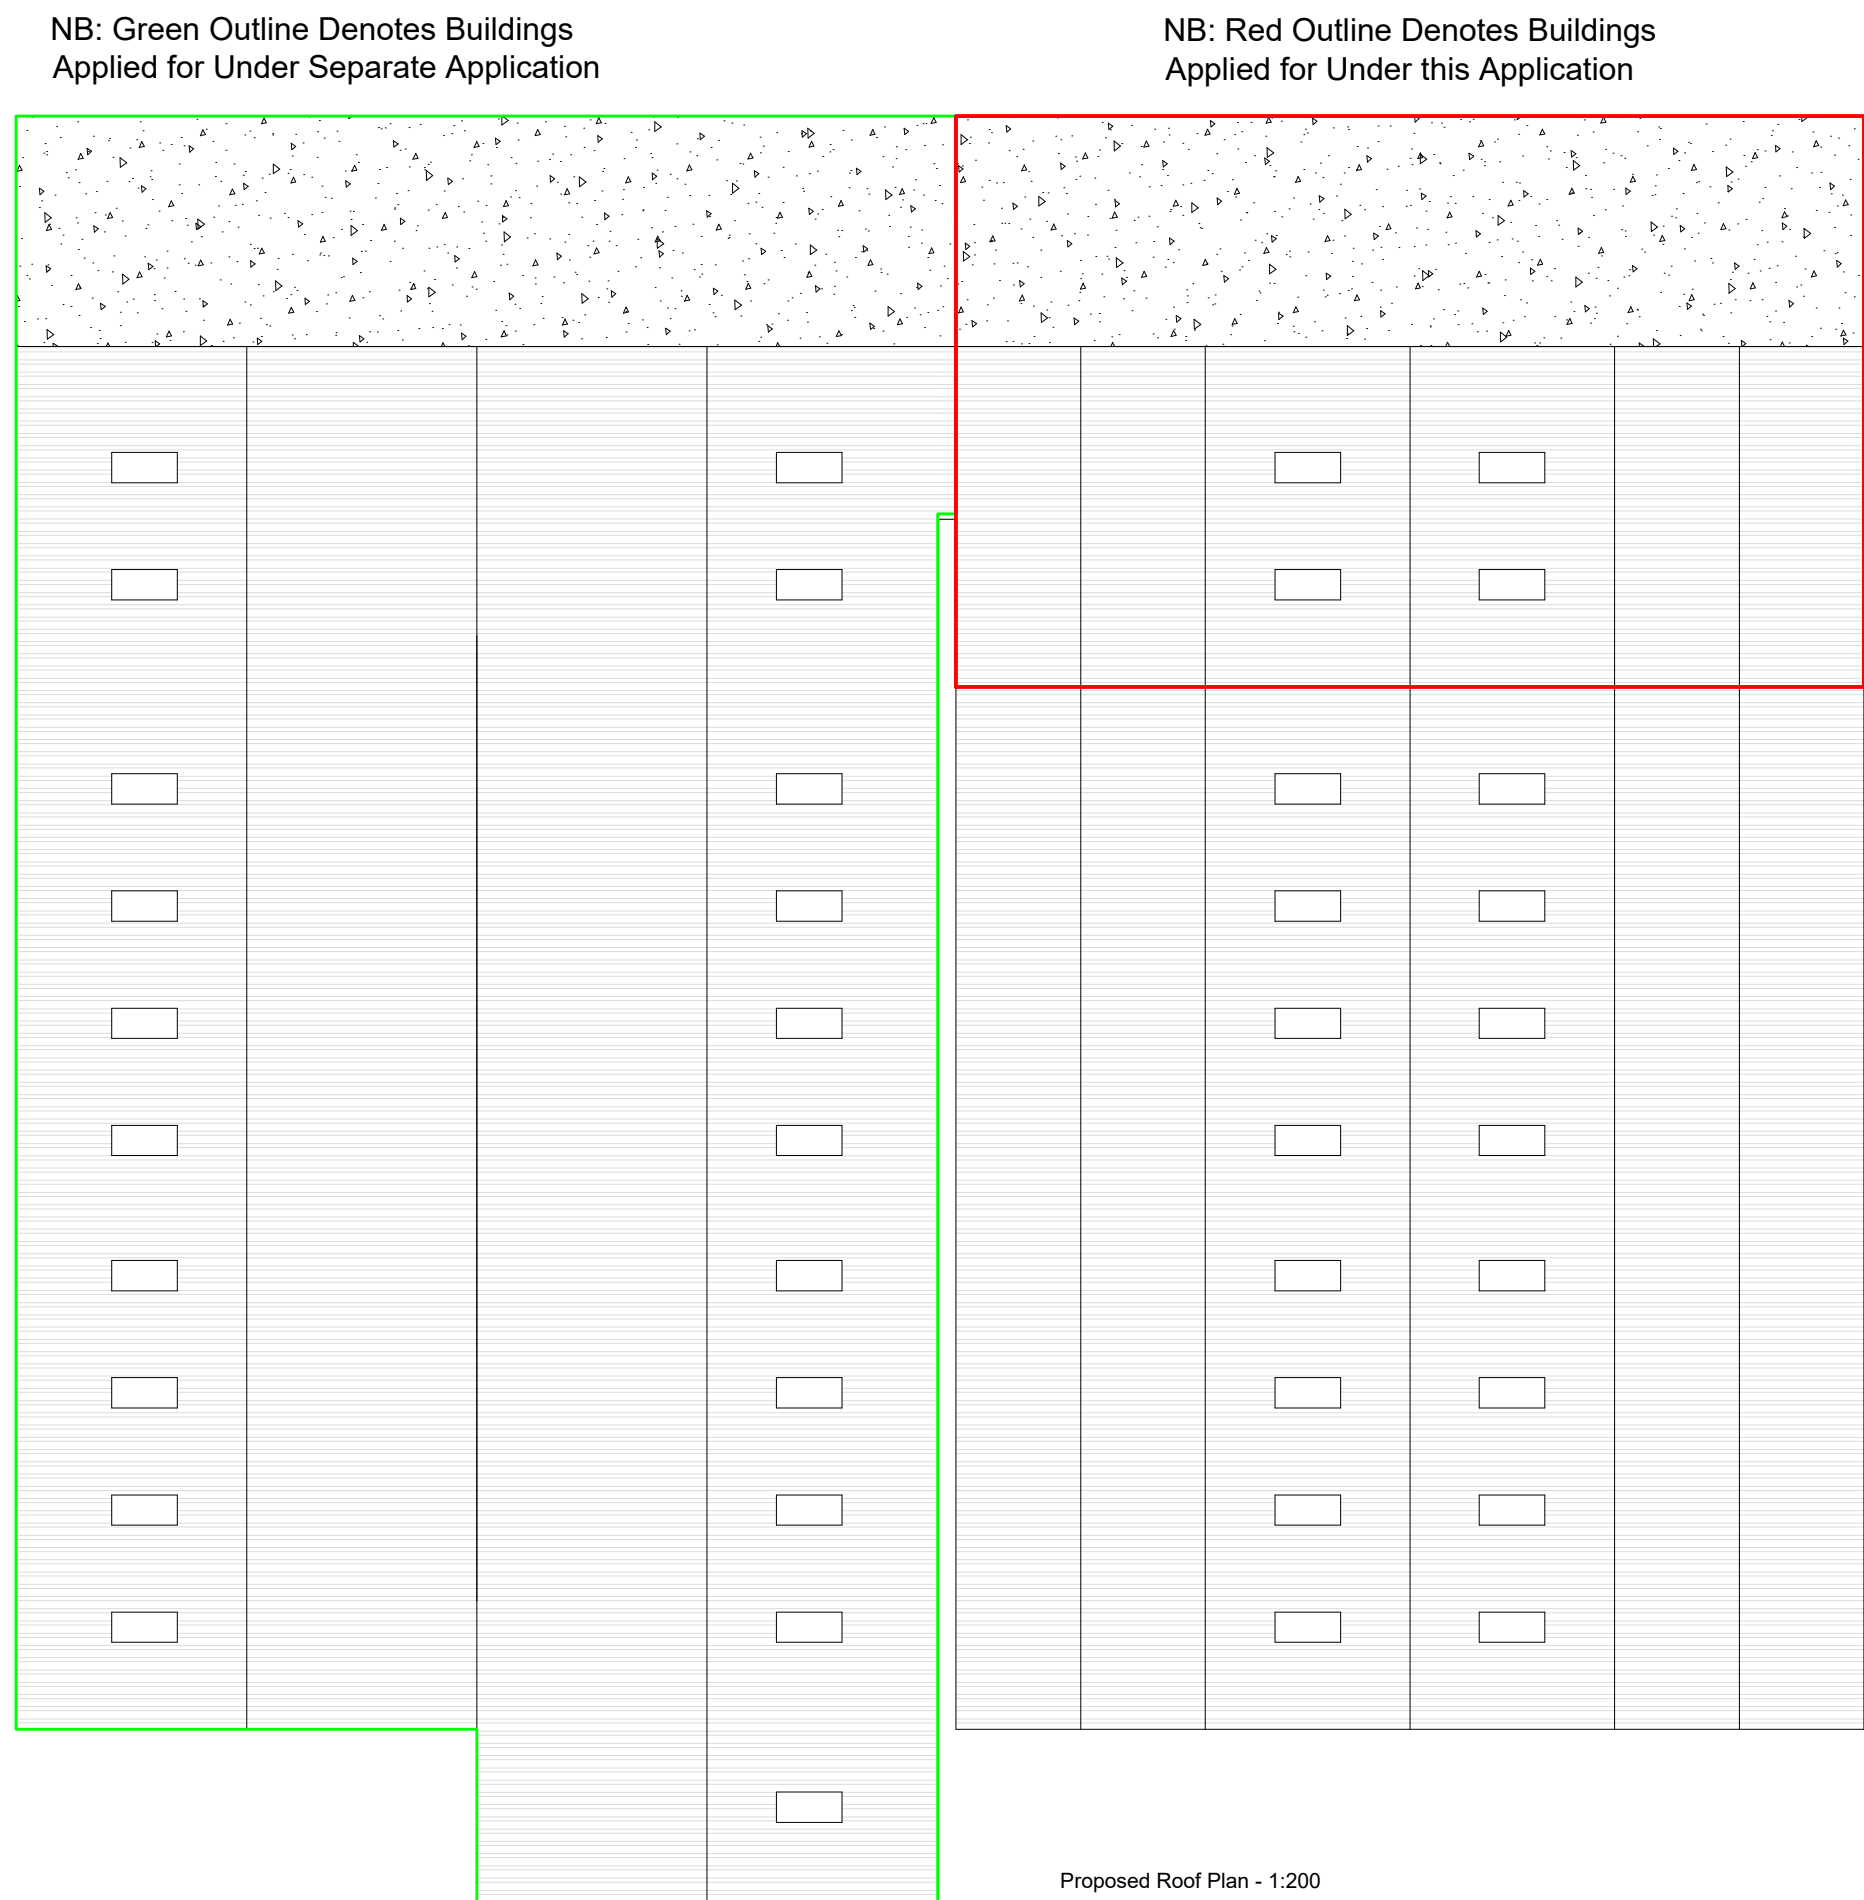 NB: Green Outline Denotes Buildings
Applied for Under Separate Application
NB: Red Outline Denotes Buildings
Applied for Under this Application
Proposed Roof Plan - 1:200